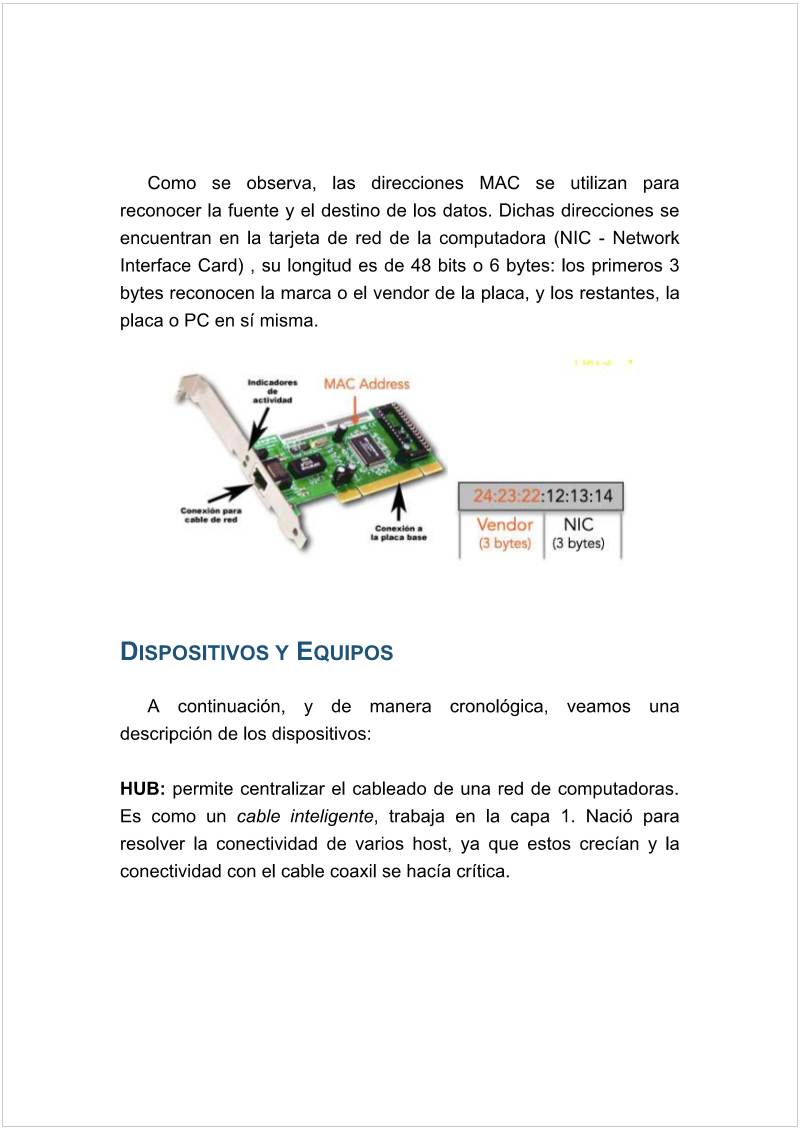 Como se observa, las direcciones MAC se utilizan para
reconocer la fuente y el destino de los datos. Dichas direcciones se
encuentran en la tarjeta de red de la computadora (NIC - Network
Interface Card) , su longitud es de 48 bits o 6 bytes: los primeros 3
bytes reconocen la marca o el vendor de la placa, y los restantes, la
placa o PC en sí misma.
Indicadores
de
actividad
MAC Address
Conexión para
cable de red
Conexión a
la placa base
24:23:22:12:13:14
Vendor
(3 bytes)
NIC
(3 bytes)
DISPOSITIVOS Y EQUIPOS
A continuación, y de manera cronológica, veamos una
descripción de los dispositivos:
HUB: permite centralizar el cableado de una red de computadoras.
Es como un cable inteligente, trabaja en la capa 1. Nació para
resolver la conectividad de varios host, ya que estos crecían y la
conectividad con el cable coaxil se hacía crítica.